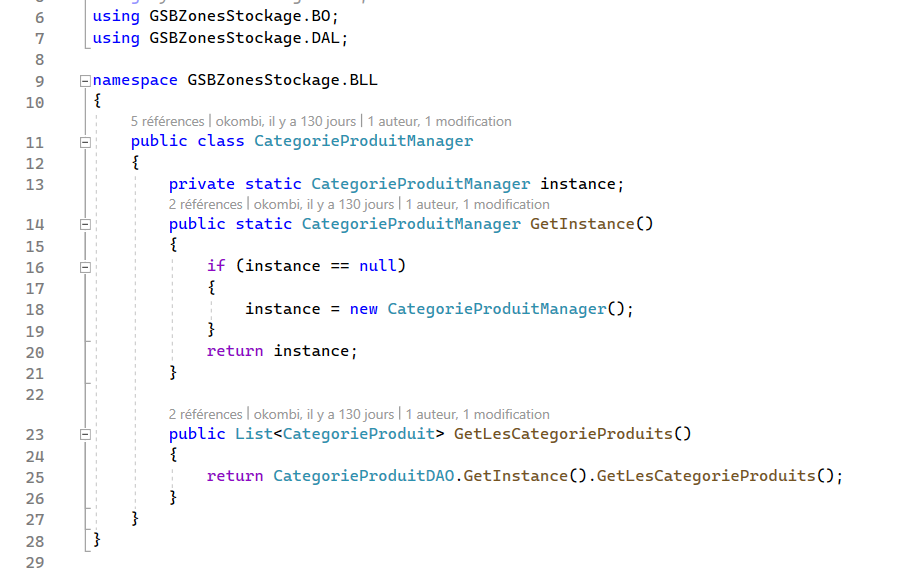 6 using GSBZonesStockage.BO;
7 using GSBZonesStockage.DAL;
8
9 namespace GSBZonesStockage.BLL
10 {
5 références | okombi, il y a 130 jours | 1 auteur, 1 modification
11 public class CategorieProduitManager
12 {
13 private static CategorieProduitManager instance;
2 références | okombi, il y a 130 jours | 1 auteur, 1 modification
14 public static CategorieProduitManager GetInstance()
15 {
16 if (instance == null)
17 {
18 instance = new CategorieProduitManager();
19 }
20 return instance;
21 }
22
2 références | okombi, il y a 130 jours | 1 auteur, 1 modification
23 public List<CategorieProduit> GetLesCategorieProduits()
24 {
25 return CategorieProduitDAO.GetInstance().GetLesCategorieProduits();
26 }
27 }
28 }
29